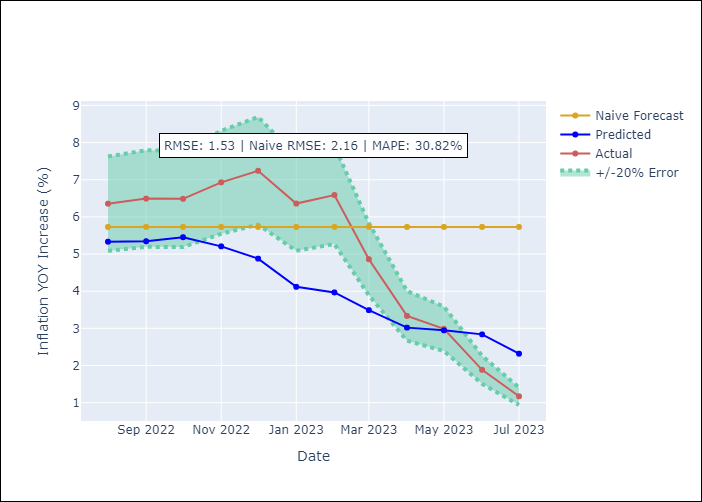 9
8
7
6
5
4
3
2
1
Inflation YOY Increase (%)
RMSE: 1.53 | Naive RMSE: 2.16 | MAPE: 30.82%
Naive Forecast
Predicted
Actual
+/-20% Error
Sep 2022 Nov 2022 Jan 2023 Mar 2023 May 2023 Jul 2023
Date